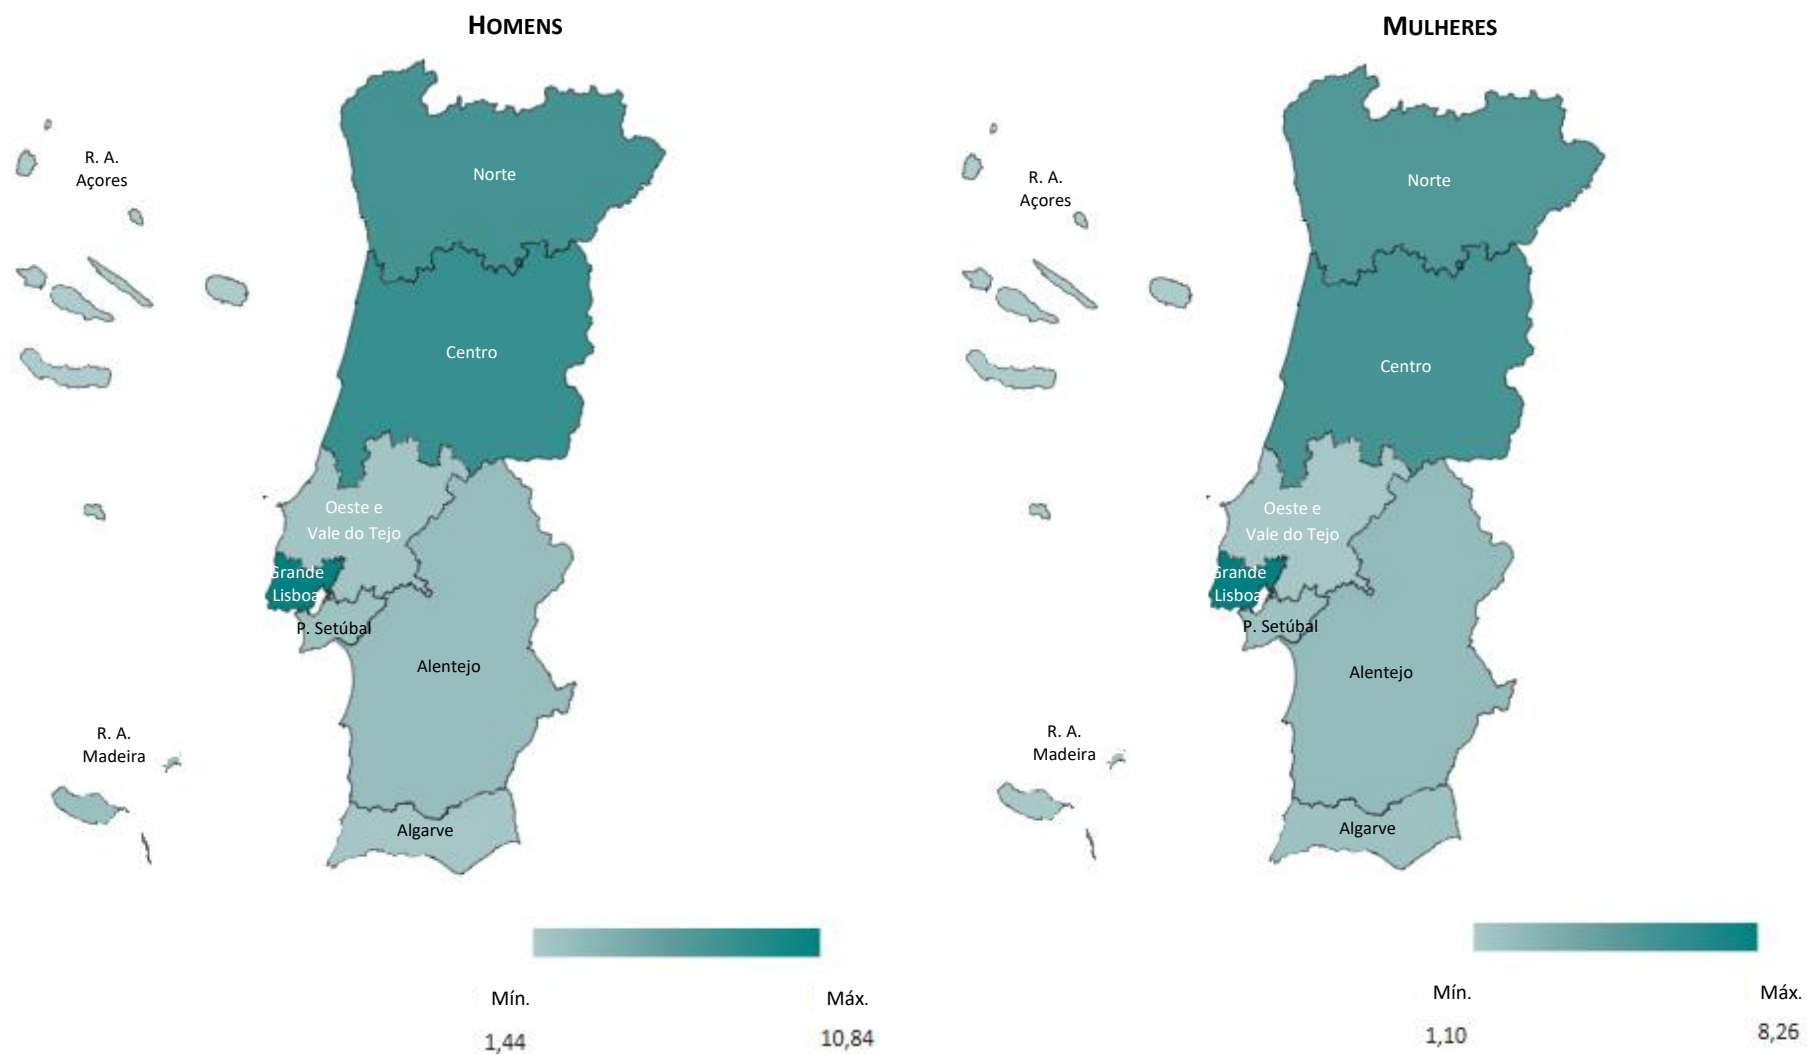 HOMENS
R. A.
Açores
Norte
Centro
Oeste e
Vale do Tejo
Grande
Lisboa
P. Setúbal
Alentejo
R. A.
Madeira
Algarve
Mín.
Máx.
1,44
10,84
MULHERES
R. A.
Açores
Norte
Centro
Oeste e
Vale do Tejo
Grande
Lisboa
P. Setúbal
Alentejo
R. A.
Madeira
Algarve
Mín.
Máx.
1,10
8,26